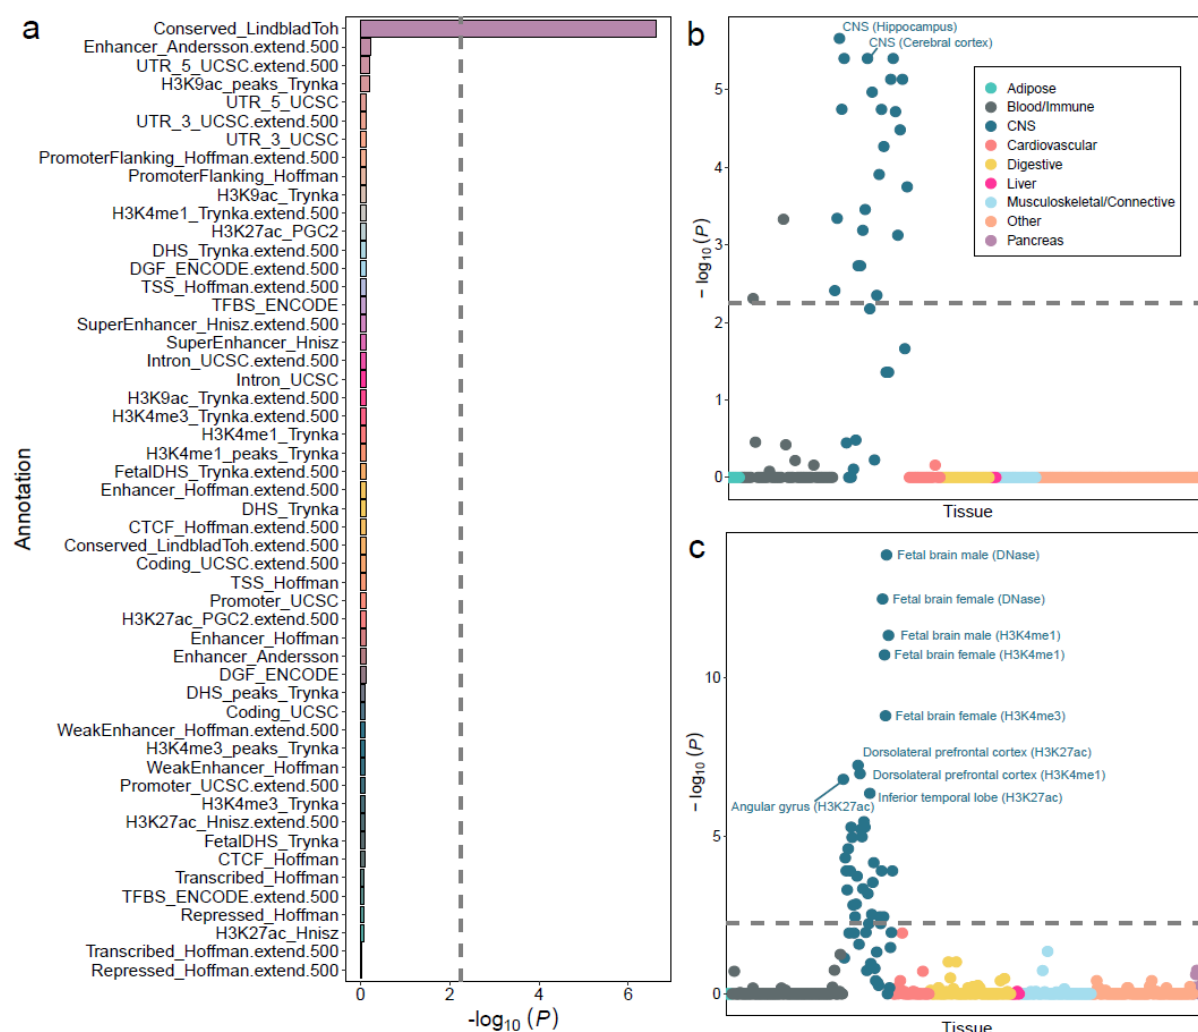 a
Annotation
Conserved_LindbladToh
Enhancer_Andersson.extend.500
UTR_5_UCSC.extend.500
H3K9ac_peaks_Trynka
UTR_5_UCSC
UTR_3_UCSC.extend.500
UTR_3_UCSC
PromoterFlanking_Hoffman.extend.500
PromoterFlanking_Hoffman
H3K9ac_Trynka
H3K4me1_Trynka.extend.500
H3K27ac_PGC2
DHS_Trynka.extend.500
DGF_ENCODE.extend.500
TSS_Hoffman.extend.500
TFBS_ENCODE
SuperEnhancer_Hnisz.extend.500
SuperEnhancer_Hnisz
Intron_UCSC.extend.500
Intron_UCSC
H3K9ac_Trynka.extend.500
H3K4me3_Trynka.extend.500
H3K4me1_Trynka
H3K4me1_peaks_Trynka
FetalDHS_Trynka.extend.500
Enhancer_Hoffman.extend.500
DHS_Trynka
CTCF_Hoffman.extend.500
Conserved_LindbladToh.extend.500
Coding_UCSC.extend.500
TSS_Hoffman
Promoter_UCSC
H3K27ac_PGC2.extend.500
Enhancer_Hoffman
Enhancer_Andersson
DGF_ENCODE
DHS_peaks_Trynka
Coding_UCSC
WeakEnhancer_Hoffman.extend.500
H3K4me3_peaks_Trynka
WeakEnhancer_Hoffman
Promoter_UCSC.extend.500
H3K4me3_Trynka
H3K27ac_Hnisz.extend.500
FetalDHS_Trynka
CTCF_Hoffman
Transcribed_Hoffman
TFBS_ENCODE.extend.500
Repressed_Hoffman
H3K27ac_Hnisz
Transcribed_Hoffman.extend.500
Repressed_Hoffman.extend.500
0 2 4 6
-log10 (P)
b
CNS (Hippocampus)
CNS (Cerebral cortex)
Adipose
Blood/Immune
CNS
Cardiovascular
Digestive
Liver
Musculoskeletal/Connective
Other
Pancreas
− log10 (P)
5
4
3
2
1
0
Tissue
c
Fetal brain male (DNase)
Fetal brain female (DNase)
Fetal brain male (H3K4me1)
Fetal brain female (H3K4me1)
Fetal brain female (H3K4me3)
Dorsolateral prefrontal cortex (H3K27ac)
Dorsolateral prefrontal cortex (H3K4me1)
Angular gyrus (H3K27ac)
Inferior temporal lobe (H3K27ac)
− log10 (P)
10
5
0
Tissue